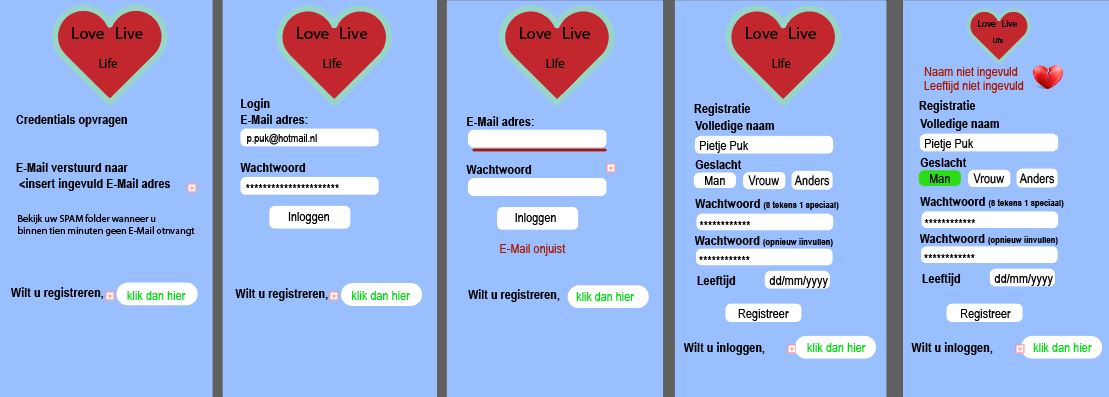 Love Live
Life
Credentials opvragen
E-Mail verstuurd naar
<insert ingevuld E-Mail adres
Bekijk uw SPAM folder wanneer u
binnen tien minuten geen E-Mail otnvangt
Wilt u registreren,
klik dan hier
Love Live
Life
Login
E-Mail adres:
p.puk@hotmail.nl
Wachtwoord
**********************
Inloggen
Wilt u registreren,
klik dan hier
Love Live
Life
E-Mail adres:
Wachtwoord
Inloggen
E-Mail onjuist
Wilt u registreren,
klik dan hier
Love Live
Life
Registratie
Volledige naam
Pietje Puk
Geslacht
Man Vrouw Anders
Wachtwoord (8 tekens 1 speciaal)
************
Wachtwoord (opnieuw iinvullen)
************
Leeftijd dd/mm/yyyy
Registreer
Wilt u inloggen,
klik dan hier
Love Live
Life
Naam niet ingevuld
Leeftijd niet ingevuld
Registratie
Volledige naam
Pietje Puk
Geslacht
Man Vrouw Anders
Wachtwoord (8 tekens 1 speciaal)
************
Wachtwoord (opnieuw iinvullen)
************
Leeftijd dd/mm/yyyy
Registreer
Wilt u inloggen,
klik dan hier